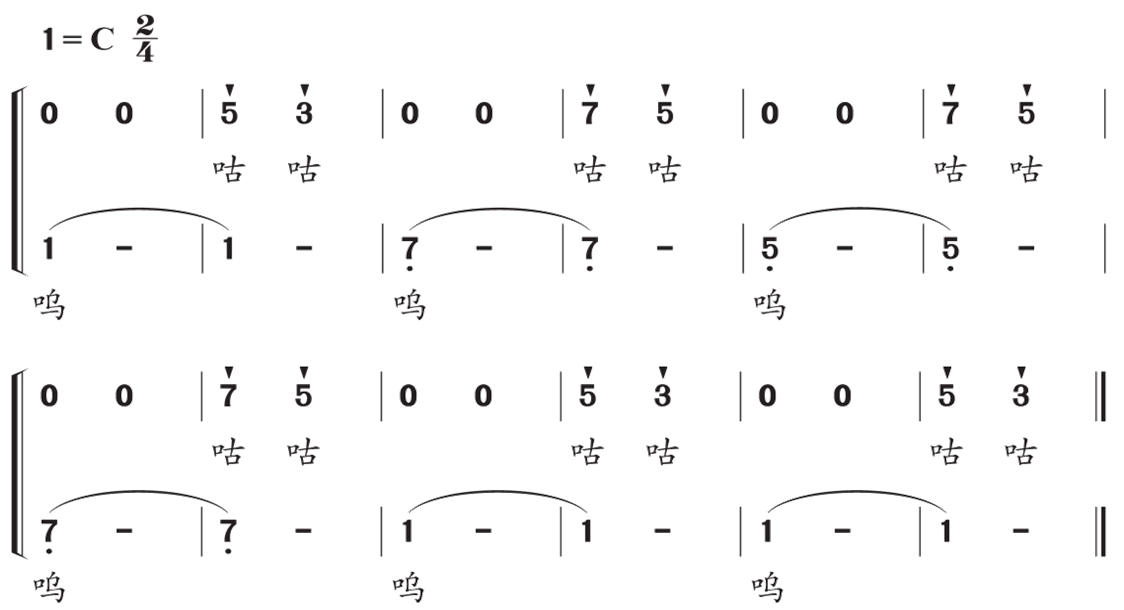 1=C 2/4
0 0 | 5 3 | 0 0 | 7 5 | 0 0 | 7 5 |
咕 咕 咕 咕 咕 咕
1 - | 1 - | 7̣ - | 7̣ - | 5̣ - | 5̣ - |
呜 呜 呜
0 0 | 7 5 | 0 0 | 5 3 | 0 0 | 5 3 ‖
咕 咕 咕 咕 咕 咕
7̣ - | 7̣ - | 1 - | 1 - | 1 - | 1 - ‖
呜 呜 呜